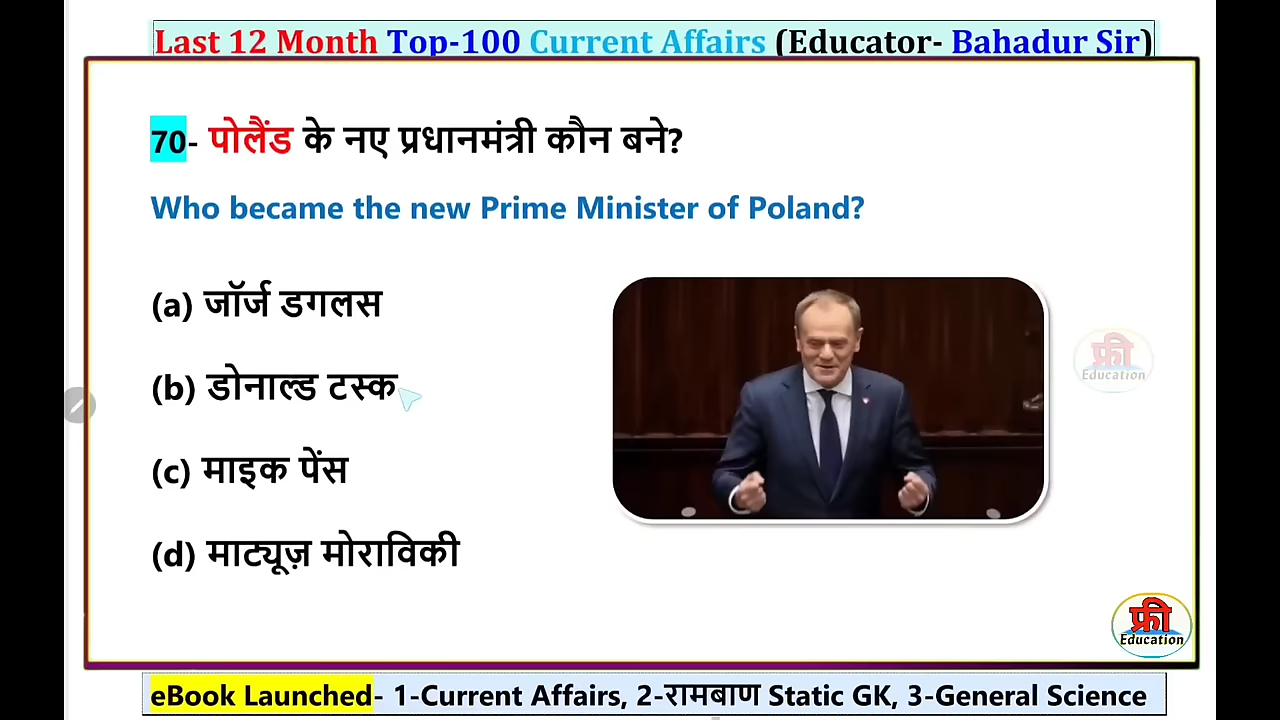 Last 12 Month Top-100 Current Affairs (Educator- Bahadur Sir)
70- पोलैंड के नए प्रधानमंत्री कौन बने?
Who became the new Prime Minister of Poland?
(a) जॉर्ज डगलस
(b) डोनाल्ड टस्क
(c) माइक पेंस
(d) माट्यूज़ मोराविकी
फ्री
Education
फ्री
Education
eBook Launched- 1-Current Affairs, 2-रामबाण Static GK, 3-General Science